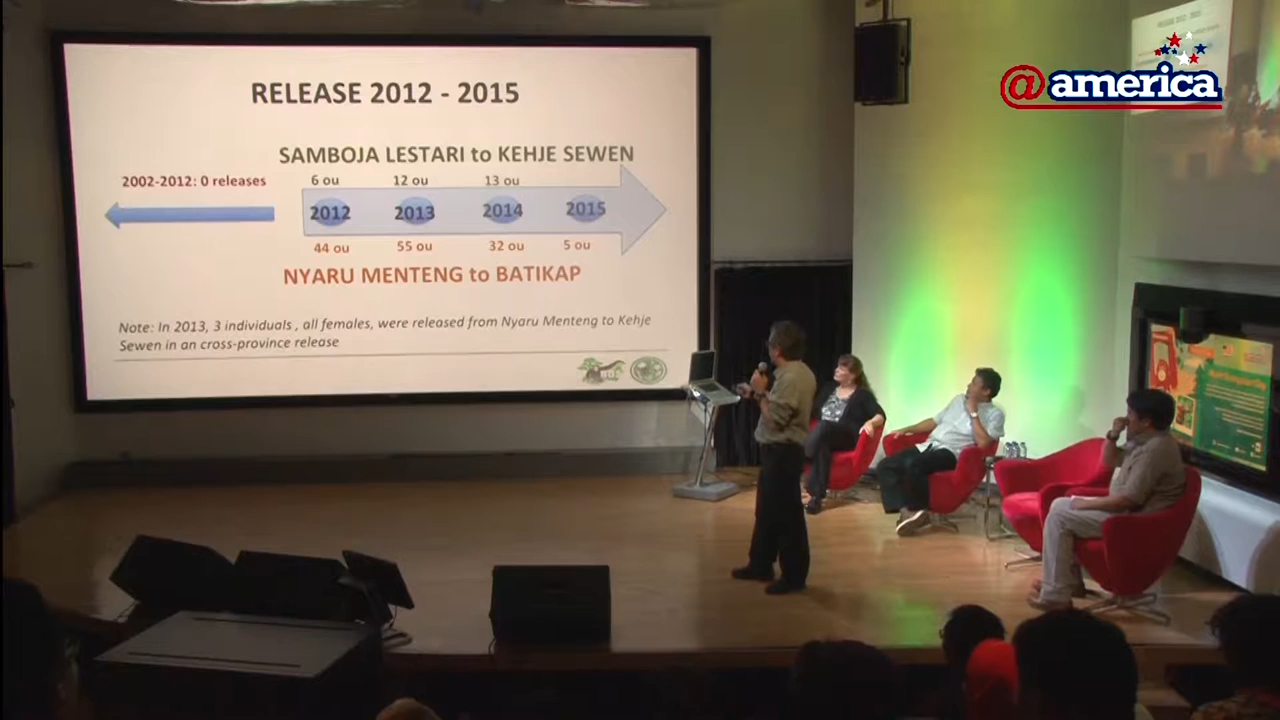 @america
RELEASE 2012 - 2015
SAMBOJA LESTARI to KEHJE SEWEN
2002-2012: 0 releases
6 ou 12 ou 13 ou
2012 2013 2014 2015
44 ou 55 ou 32 ou 5 ou
NYARU MENTENG to BATIKAP
Note: In 2013, 3 individuals , all females, were released from Nyaru Menteng to Kehje
Sewen in an cross-province release